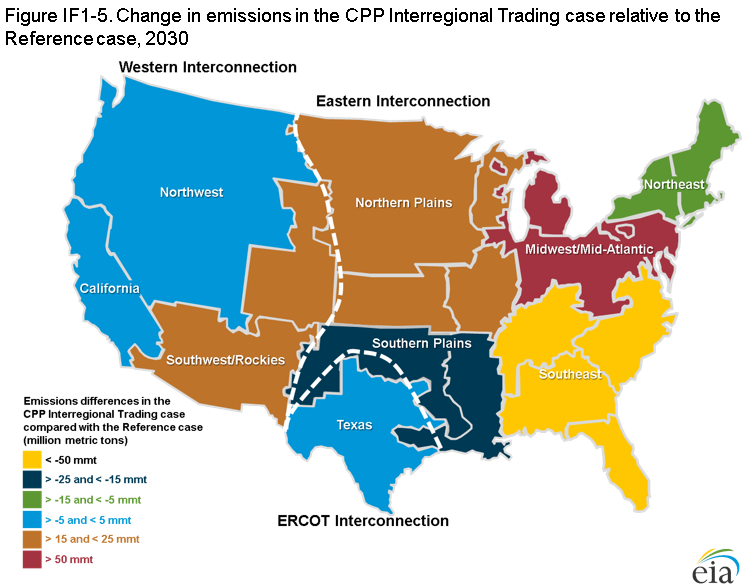 Figure IF1-5. Change in emissions in the CPP Interregional Trading case relative to the
Reference case, 2030
Western Interconnection
Eastern Interconnection
Northwest
Northern Plains
Northeast
Midwest/Mid-Atlantic
California
Southern Plains
Southwest/Rockies
Southeast
Texas
Emissions differences in the
CPP Interregional Trading case
compared with the Reference case
(million metric tons)
< -50 mmt
> -25 and < -15 mmt
> -15 and < -5 mmt
> -5 and < 5 mmt
> 15 and < 25 mmt
> 50 mmt
ERCOT Interconnection
eia